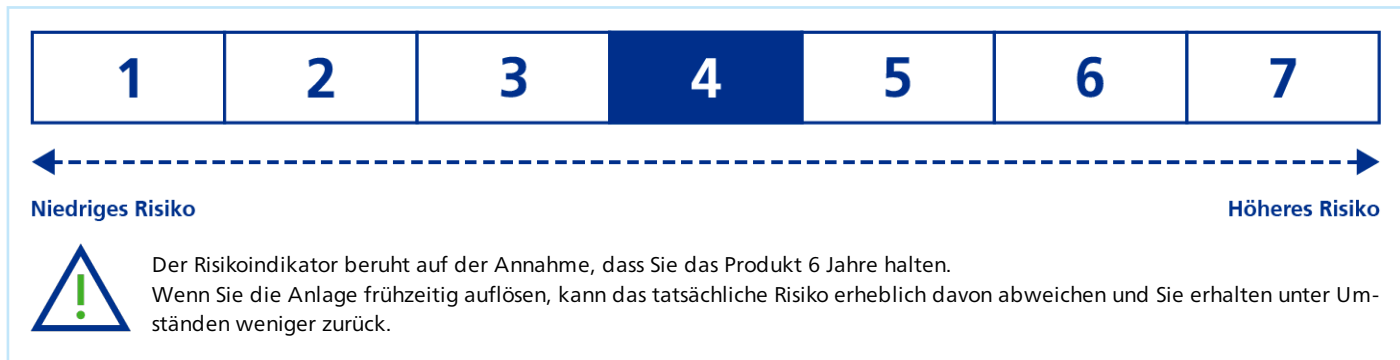 1 2 3 4 5 6 7
Niedriges Risiko Höheres Risiko
Der Risikoindikator beruht auf der Annahme, dass Sie das Produkt 6 Jahre halten.
Wenn Sie die Anlage frühzeitig auflösen, kann das tatsächliche Risiko erheblich davon abweichen und Sie erhalten unter Um-
ständen weniger zurück.